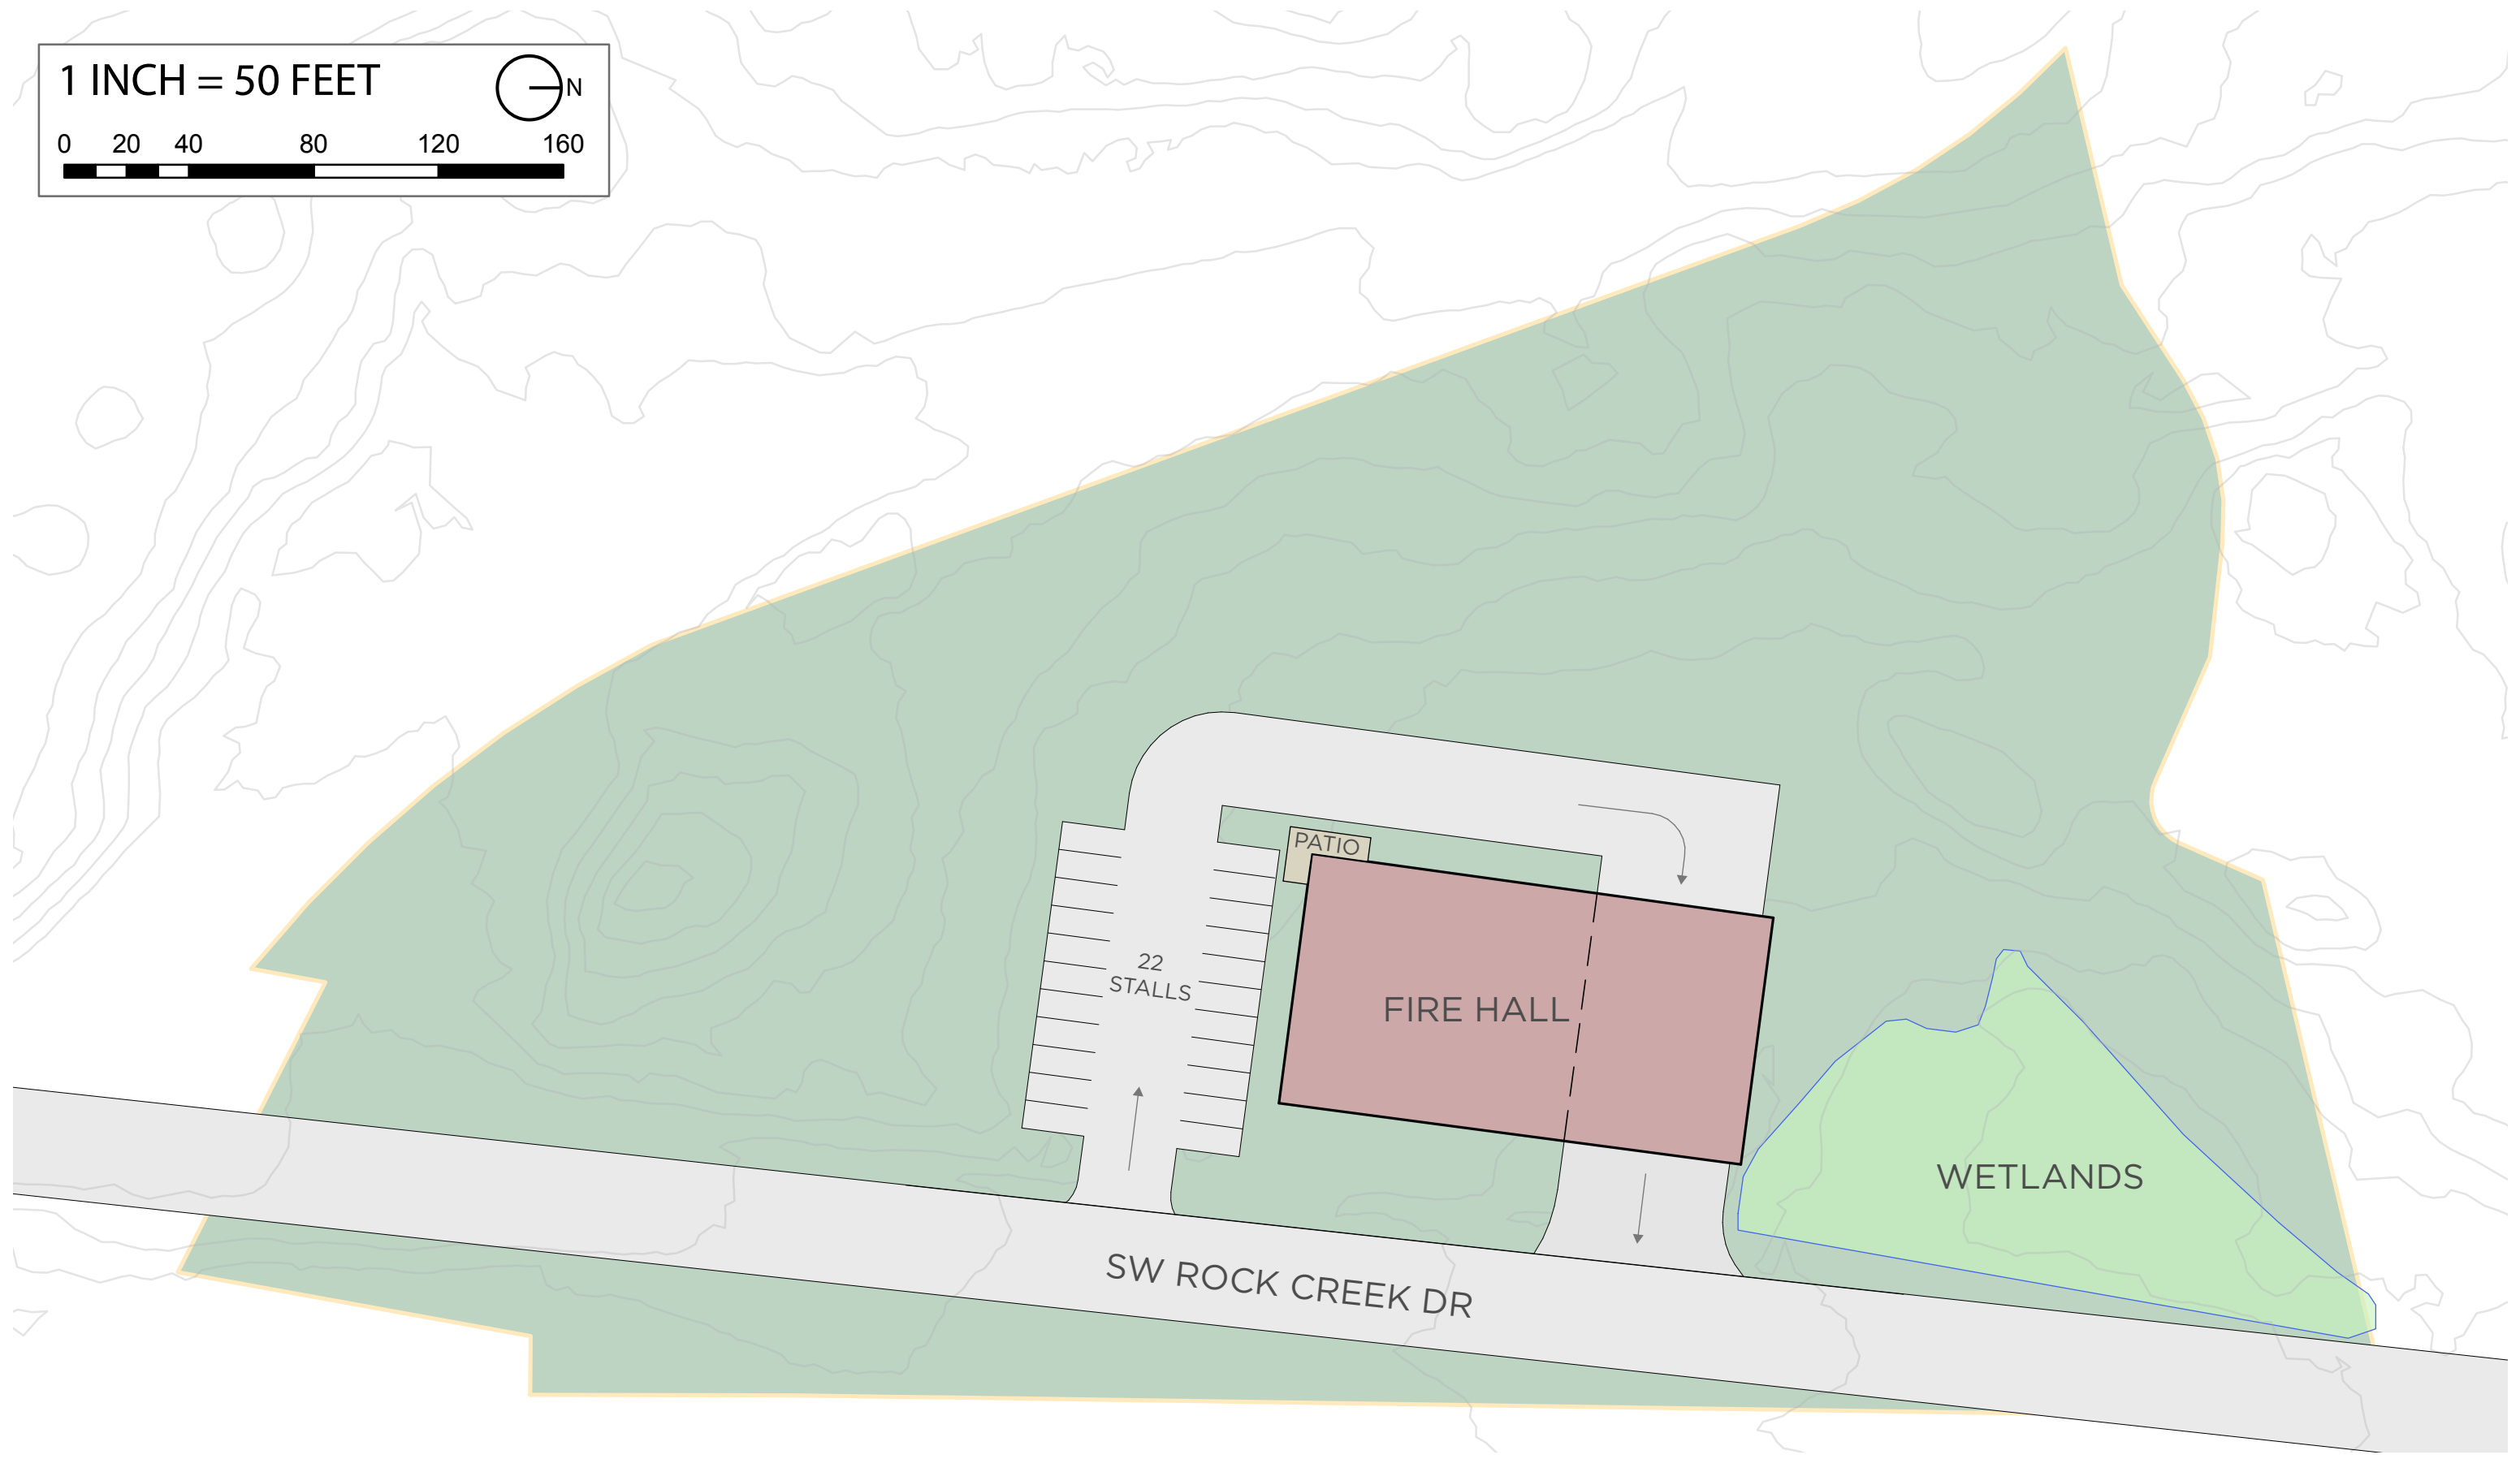 1 INCH = 50 FEET
N
0 20 40 80 120 160
PATIO
22
STALLS
FIRE HALL
WETLANDS
SW ROCK CREEK DR